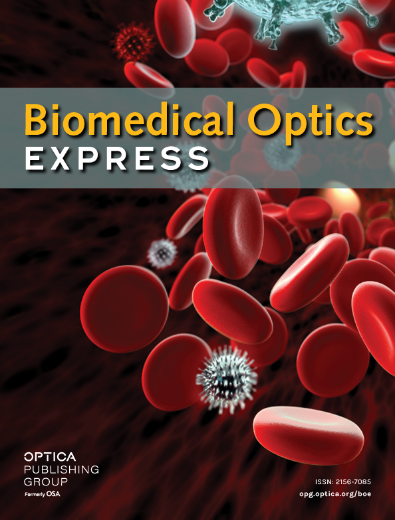 Biomedical Optics
EXPRESS
OPTICA
PUBLISHING
GROUP
Formerly OSA
ISSN: 2156-7085
opg.optica.org/boe